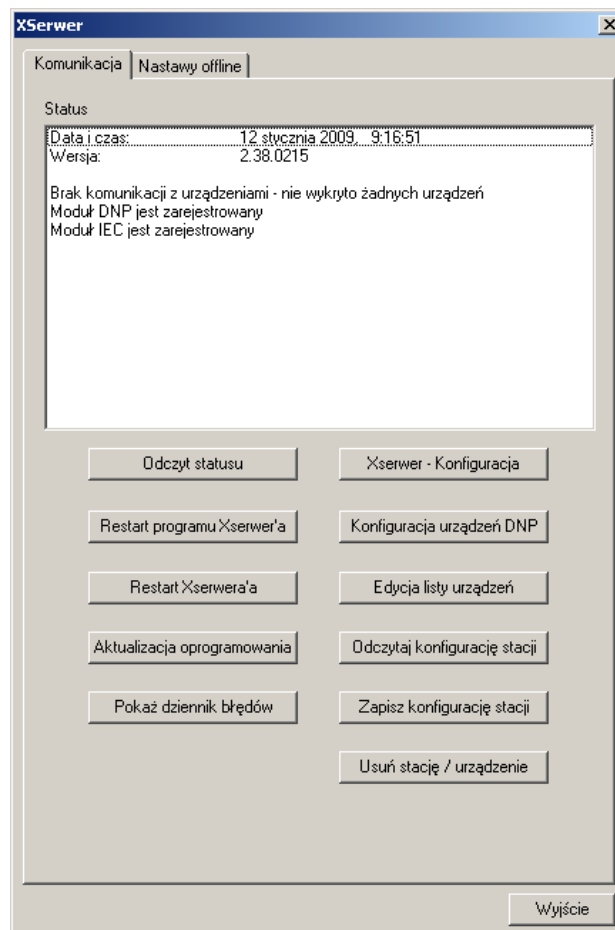 XSerwer
Komunikacja Nastawy offline
Status
Data i czas: 12 stycznia 2009, 9:16:51
Wersja: 2.38.0215
Brak komunikacji z urządzeniami - nie wykryto żadnych urządzeń
Moduł DNP jest zarejestrowany
Moduł IEC jest zarejestrowany
Odczyt statusu Xserwer - Konfiguracja
Restart programu Xserwer'a Konfiguracja urządzeń DNP
Restart Xserwera'a Edycja listy urządzeń
Aktualizacja oprogramowania Odczytaj konfigurację stacji
Pokaż dziennik błędów Zapisz konfigurację stacji
Usuń stację / urządzenie
Wyjście